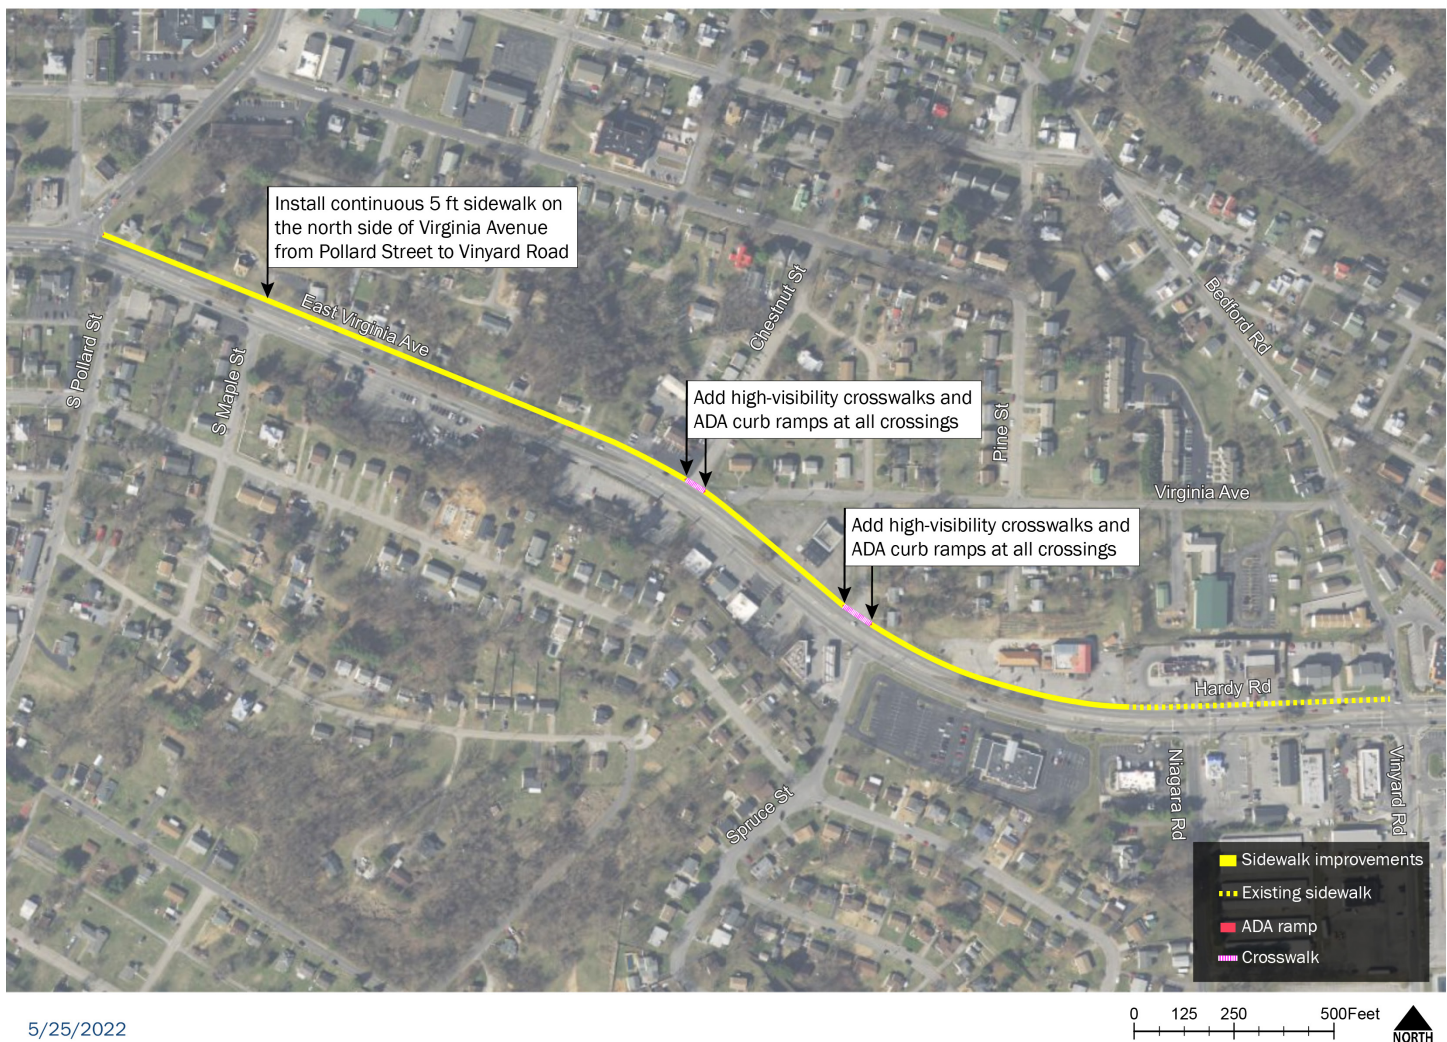 Install continuous 5 ft sidewalk on
the north side of Virginia Avenue
from Pollard Street to Vinyard Road
East Virginia Ave
Chestnut St
Bedford Rd
S Pollard St
S Maple St
Add high-visibility crosswalks and
ADA curb ramps at all crossings
Pine St
Virginia Ave
Add high-visibility crosswalks and
ADA curb ramps at all crossings
Hardy Rd
Niagara Rd
Vinyard Rd
Spruce St
Sidewalk improvements
Existing sidewalk
ADA ramp
Crosswalk
5/25/2022
0 125 250 500Feet
NORTH